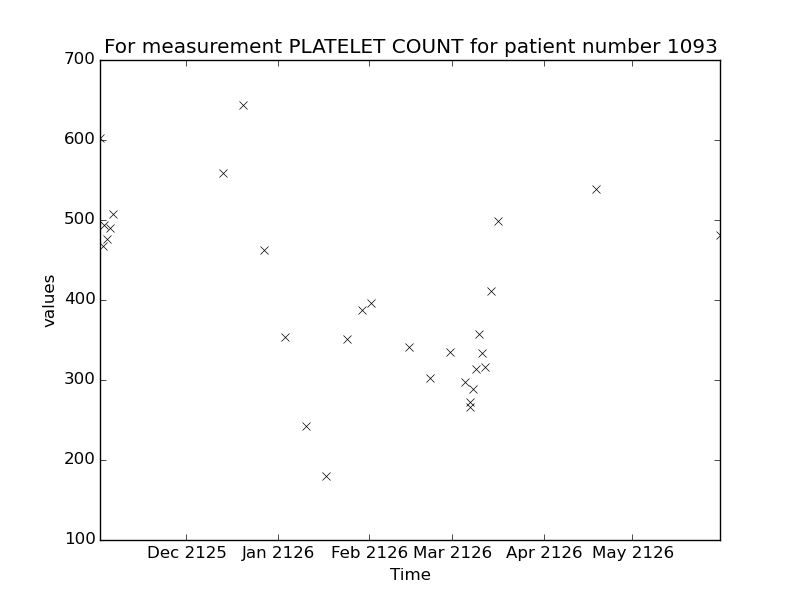 For measurement PLATELET COUNT for patient number 1093
700
600
500
400
300
200
100
values
Dec 2125 Jan 2126 Feb 2126 Mar 2126 Apr 2126 May 2126
Time